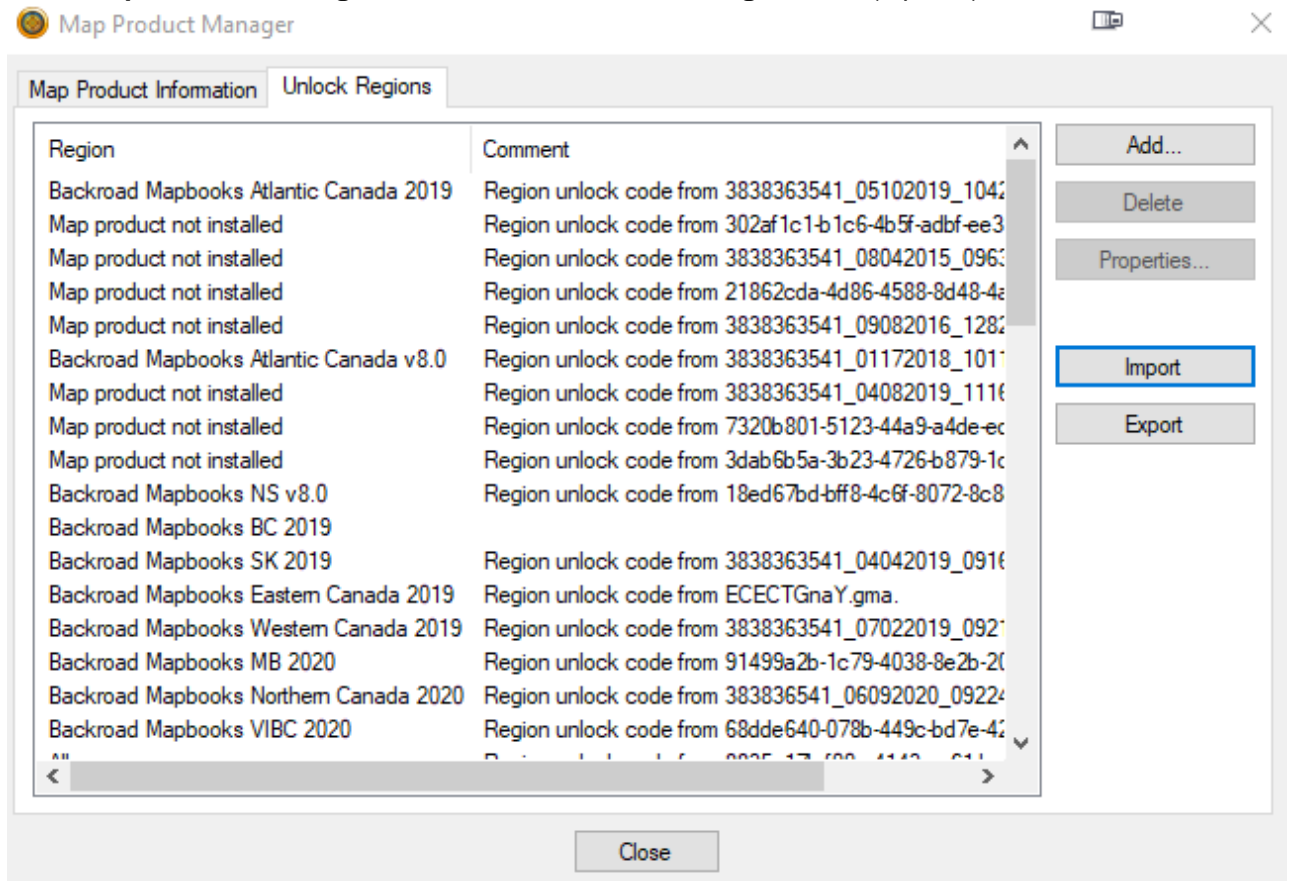 Map Product Manager
Map Product Information Unlock Regions
Region Comment
Backroad Mapbooks Atlantic Canada 2019 Region unlock code from 3838363541_05102019_1042
Map product not installed Region unlock code from 302af1c1-b1c6-4b5f-adbf-ee3
Map product not installed Region unlock code from 3838363541_08042015_0963
Map product not installed Region unlock code from 21862cda-4d86-4588-8d48-4a
Map product not installed Region unlock code from 3838363541_09082016_1282
Backroad Mapbooks Atlantic Canada v8.0 Region unlock code from 3838363541_01172018_1011
Map product not installed Region unlock code from 3838363541_04082019_1116
Map product not installed Region unlock code from 7320b801-5123-44a9-a4de-ec
Map product not installed Region unlock code from 3dab6b5a-3b23-4726-b879-1c
Backroad Mapbooks NS v8.0 Region unlock code from 18ed67bd-bff8-4c6f-8072-8c8
Backroad Mapbooks BC 2019
Backroad Mapbooks SK 2019 Region unlock code from 3838363541_04042019_0916
Backroad Mapbooks Eastern Canada 2019 Region unlock code from ECECTGnaY.gma.
Backroad Mapbooks Western Canada 2019 Region unlock code from 3838363541_07022019_0921
Backroad Mapbooks MB 2020 Region unlock code from 91499a2b-1c79-4038-8e2b-20
Backroad Mapbooks Northern Canada 2020 Region unlock code from 383836541_06092020_09224
Backroad Mapbooks VIBC 2020 Region unlock code from 68dde640-078b-449c-bd7e-42
Add...
Delete
Properties...
Import
Export
Close